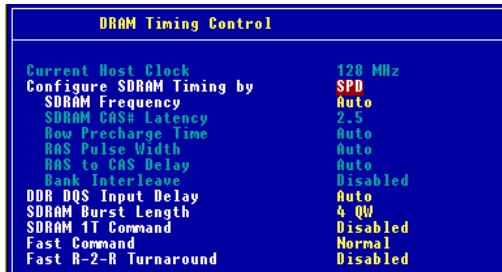 DRAM Timing Control
Current Host Clock 128 MHz
Configure SDRAM Timing by SPD
SDRAM Frequency Auto
SDRAM CAS# Latency 2.5
Row Precharge Time Auto
RAS Pulse Width Auto
RAS to CAS Delay Auto
Bank Interleave Disabled
DDR DQS Input Delay Auto
SDRAM Burst Length 4 QW
SDRAM 1T Command Disabled
Fast Command Normal
Fast R-2-R Turnaround Disabled